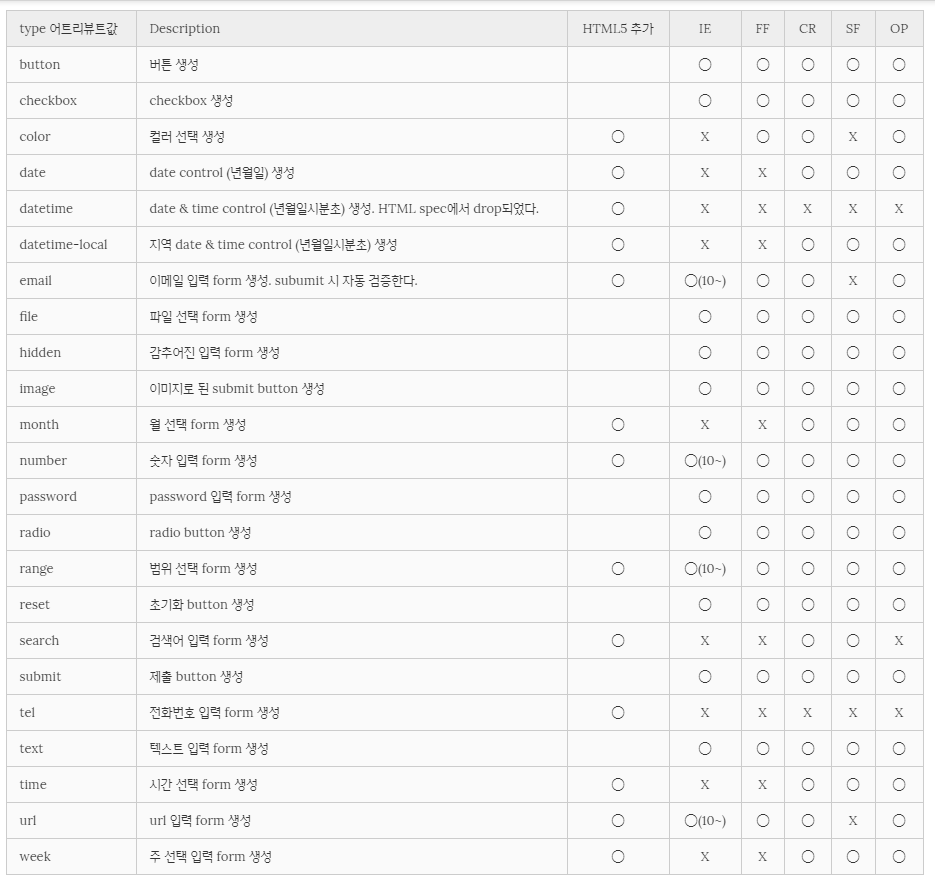 type 어트리뷰트값 Description HTML5 추가 IE FF CR SF OP
button 버튼 생성 ◯ ◯ ◯ ◯ ◯
checkbox checkbox 생성 ◯ ◯ ◯ ◯ ◯
color 컬러 선택 생성 ◯ X ◯ ◯ X ◯
date date control (년월일) 생성 ◯ X X ◯ ◯ ◯
datetime date & time control (년월일시분초) 생성. HTML spec에서 drop되었다. ◯ X X X X X
datetime-local 지역 date & time control (년월일시분초) 생성 ◯ X X ◯ ◯ ◯
email 이메일 입력 form 생성. subumit 시 자동 검증한다. ◯ ◯(10~) ◯ ◯ X ◯
file 파일 선택 form 생성 ◯ ◯ ◯ ◯ ◯
hidden 감추어진 입력 form 생성 ◯ ◯ ◯ ◯ ◯
image 이미지로 된 submit button 생성 ◯ ◯ ◯ ◯ ◯
month 월 선택 form 생성 ◯ X X ◯ ◯ ◯
number 숫자 입력 form 생성 ◯ ◯(10~) ◯ ◯ ◯ ◯
password password 입력 form 생성 ◯ ◯ ◯ ◯ ◯
radio radio button 생성 ◯ ◯ ◯ ◯ ◯
range 범위 선택 form 생성 ◯ ◯(10~) ◯ ◯ ◯ ◯
reset 초기화 button 생성 ◯ ◯ ◯ ◯ ◯
search 검색어 입력 form 생성 ◯ X X ◯ ◯ X
submit 제출 button 생성 ◯ ◯ ◯ ◯ ◯
tel 전화번호 입력 form 생성 ◯ X X X X X
text 텍스트 입력 form 생성 ◯ ◯ ◯ ◯ ◯
time 시간 선택 form 생성 ◯ X X ◯ ◯ ◯
url url 입력 form 생성 ◯ ◯(10~) ◯ ◯ X ◯
week 주 선택 입력 form 생성 ◯ X X ◯ ◯ ◯